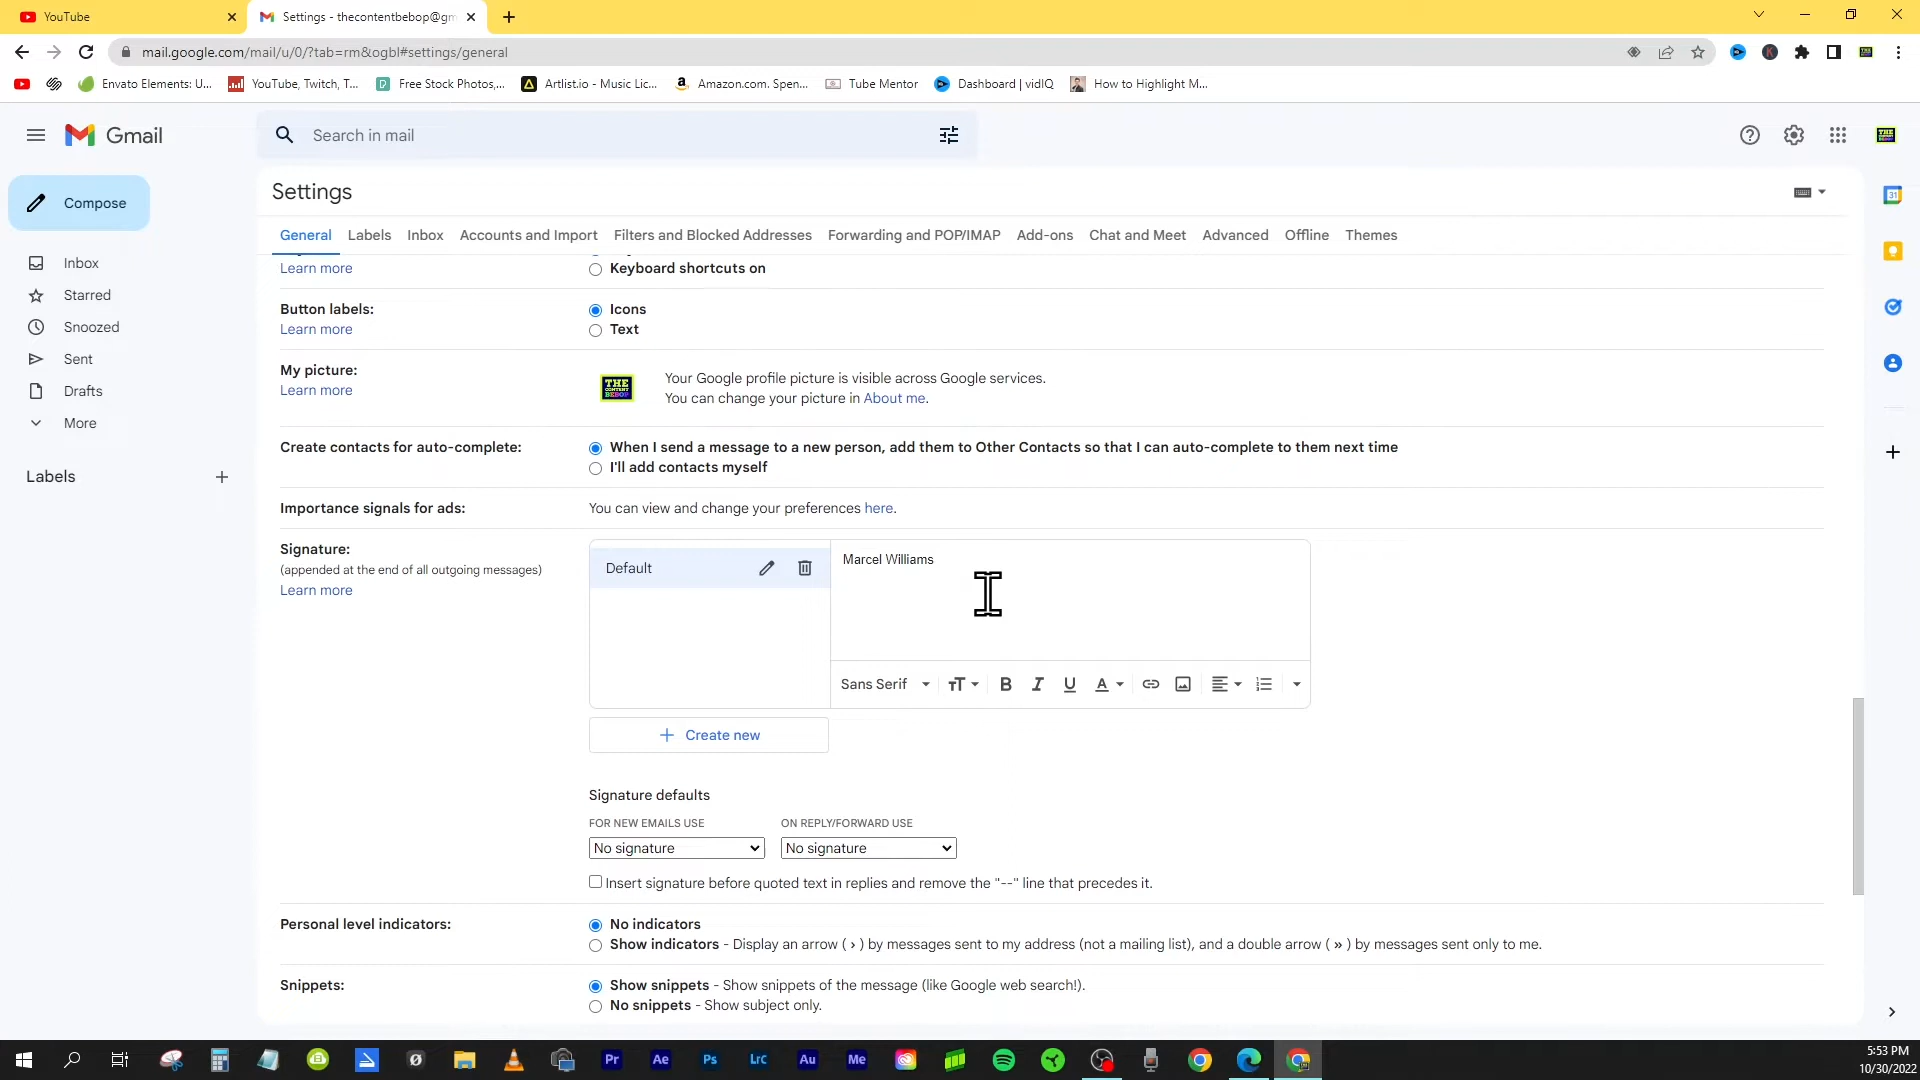 YouTube
Settings - thecontentbebop@gm
mail.google.com/mail/u/0/?tab=rm&ogbl#settings/general
Envato Elements: U...
YouTube, Twitch, T...
Free Stock Photos,...
Artlist.io - Music Lic...
Amazon.com. Spen...
Tube Mentor
Dashboard | vidIQ
How to Highlight M...
Gmail
Search in mail
Compose
Inbox
Starred
Snoozed
Sent
Drafts
More
Labels
Settings
General Labels Inbox Accounts and Import Filters and Blocked Addresses Forwarding and POP/IMAP Add-ons Chat and Meet Advanced Offline Themes
Learn more
Keyboard shortcuts on
Button labels:
Learn more
Icons
Text
My picture:
Learn more
THE CONTENT BEBOP
Your Google profile picture is visible across Google services.
You can change your picture in About me.
Create contacts for auto-complete:
When I send a message to a new person, add them to Other Contacts so that I can auto-complete to them next time
I'll add contacts myself
Importance signals for ads:
You can view and change your preferences here.
Signature:
(appended at the end of all outgoing messages)
Learn more
Default
Marcel Williams
Sans Serif
Create new
Signature defaults
FOR NEW EMAILS USE
ON REPLY/FORWARD USE
No signature
No signature
Insert signature before quoted text in replies and remove the "--" line that precedes it.
Personal level indicators:
No indicators
Show indicators - Display an arrow ( › ) by messages sent to my address (not a mailing list), and a double arrow ( » ) by messages sent only to me.
Snippets:
Show snippets - Show snippets of the message (like Google web search!).
No snippets - Show subject only.
31
Pr Ae Ps Lrc Au Me
5:53 PM
10/30/2022